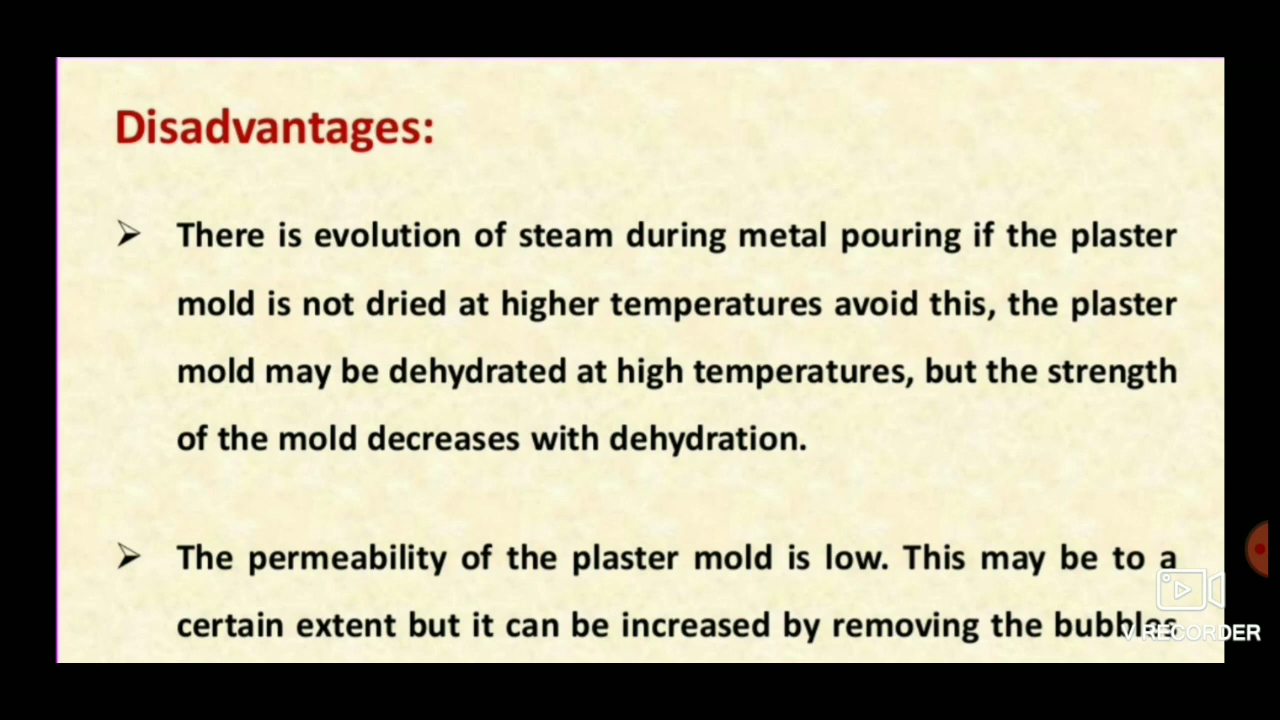 Disadvantages:
➢ There is evolution of steam during metal pouring if the plaster
mold is not dried at higher temperatures avoid this, the plaster
mold may be dehydrated at high temperatures, but the strength
of the mold decreases with dehydration.
➢ The permeability of the plaster mold is low. This may be to a
certain extent but it can be increased by removing the bubbles
V RECORDER